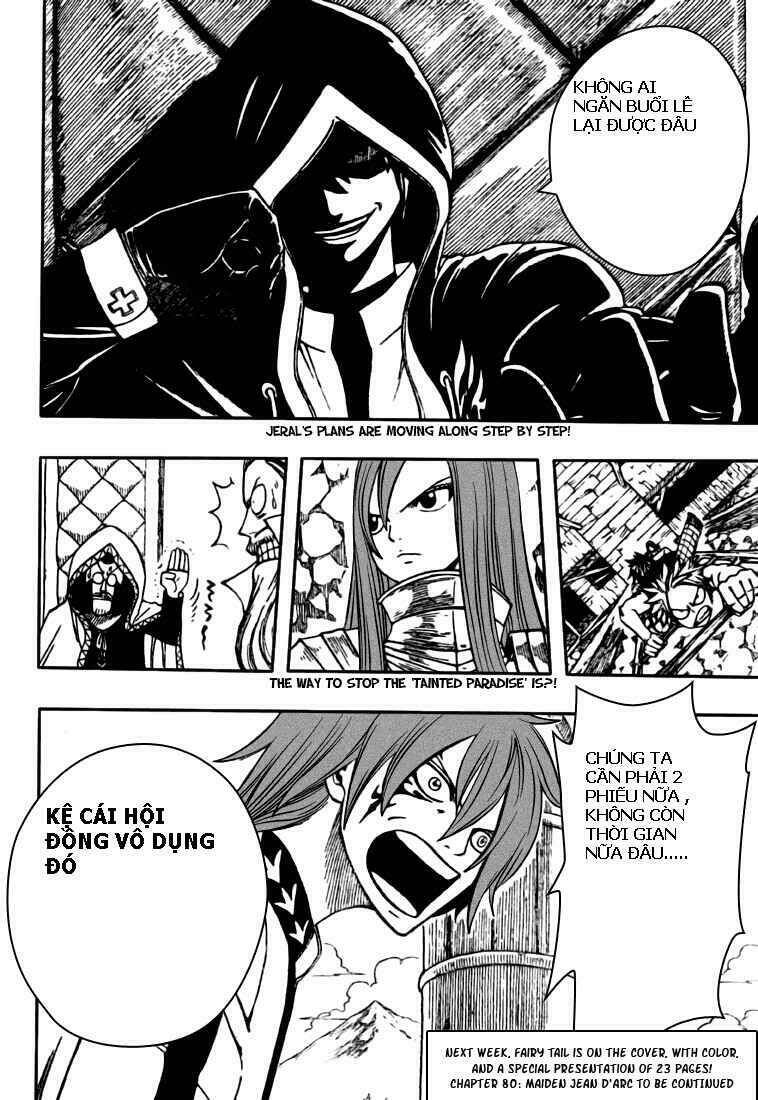 KHÔNG AI
NGĂN BUỔI LỄ
LẠI ĐƯỢC ĐÂU
JERAL'S PLANS ARE MOVING ALONG STEP BY STEP!
THE WAY TO STOP THE 'TAINTED PARADISE' IS?!
CHÚNG TA
CẦN PHẢI 2
PHIẾU NỮA ,
KHÔNG CÒN
THỜI GIAN
NỮA ĐÂU.....
KỆ CÁI HỘI
ĐỒNG VÔ DỤNG
ĐÓ
NEXT WEEK, FAIRY TAIL IS ON THE COVER, WITH COLOR,
AND A SPECIAL PRESENTATION OF 23 PAGES!
CHAPTER 80: MAIDEN JEAN D'ARC TO BE CONTINUED